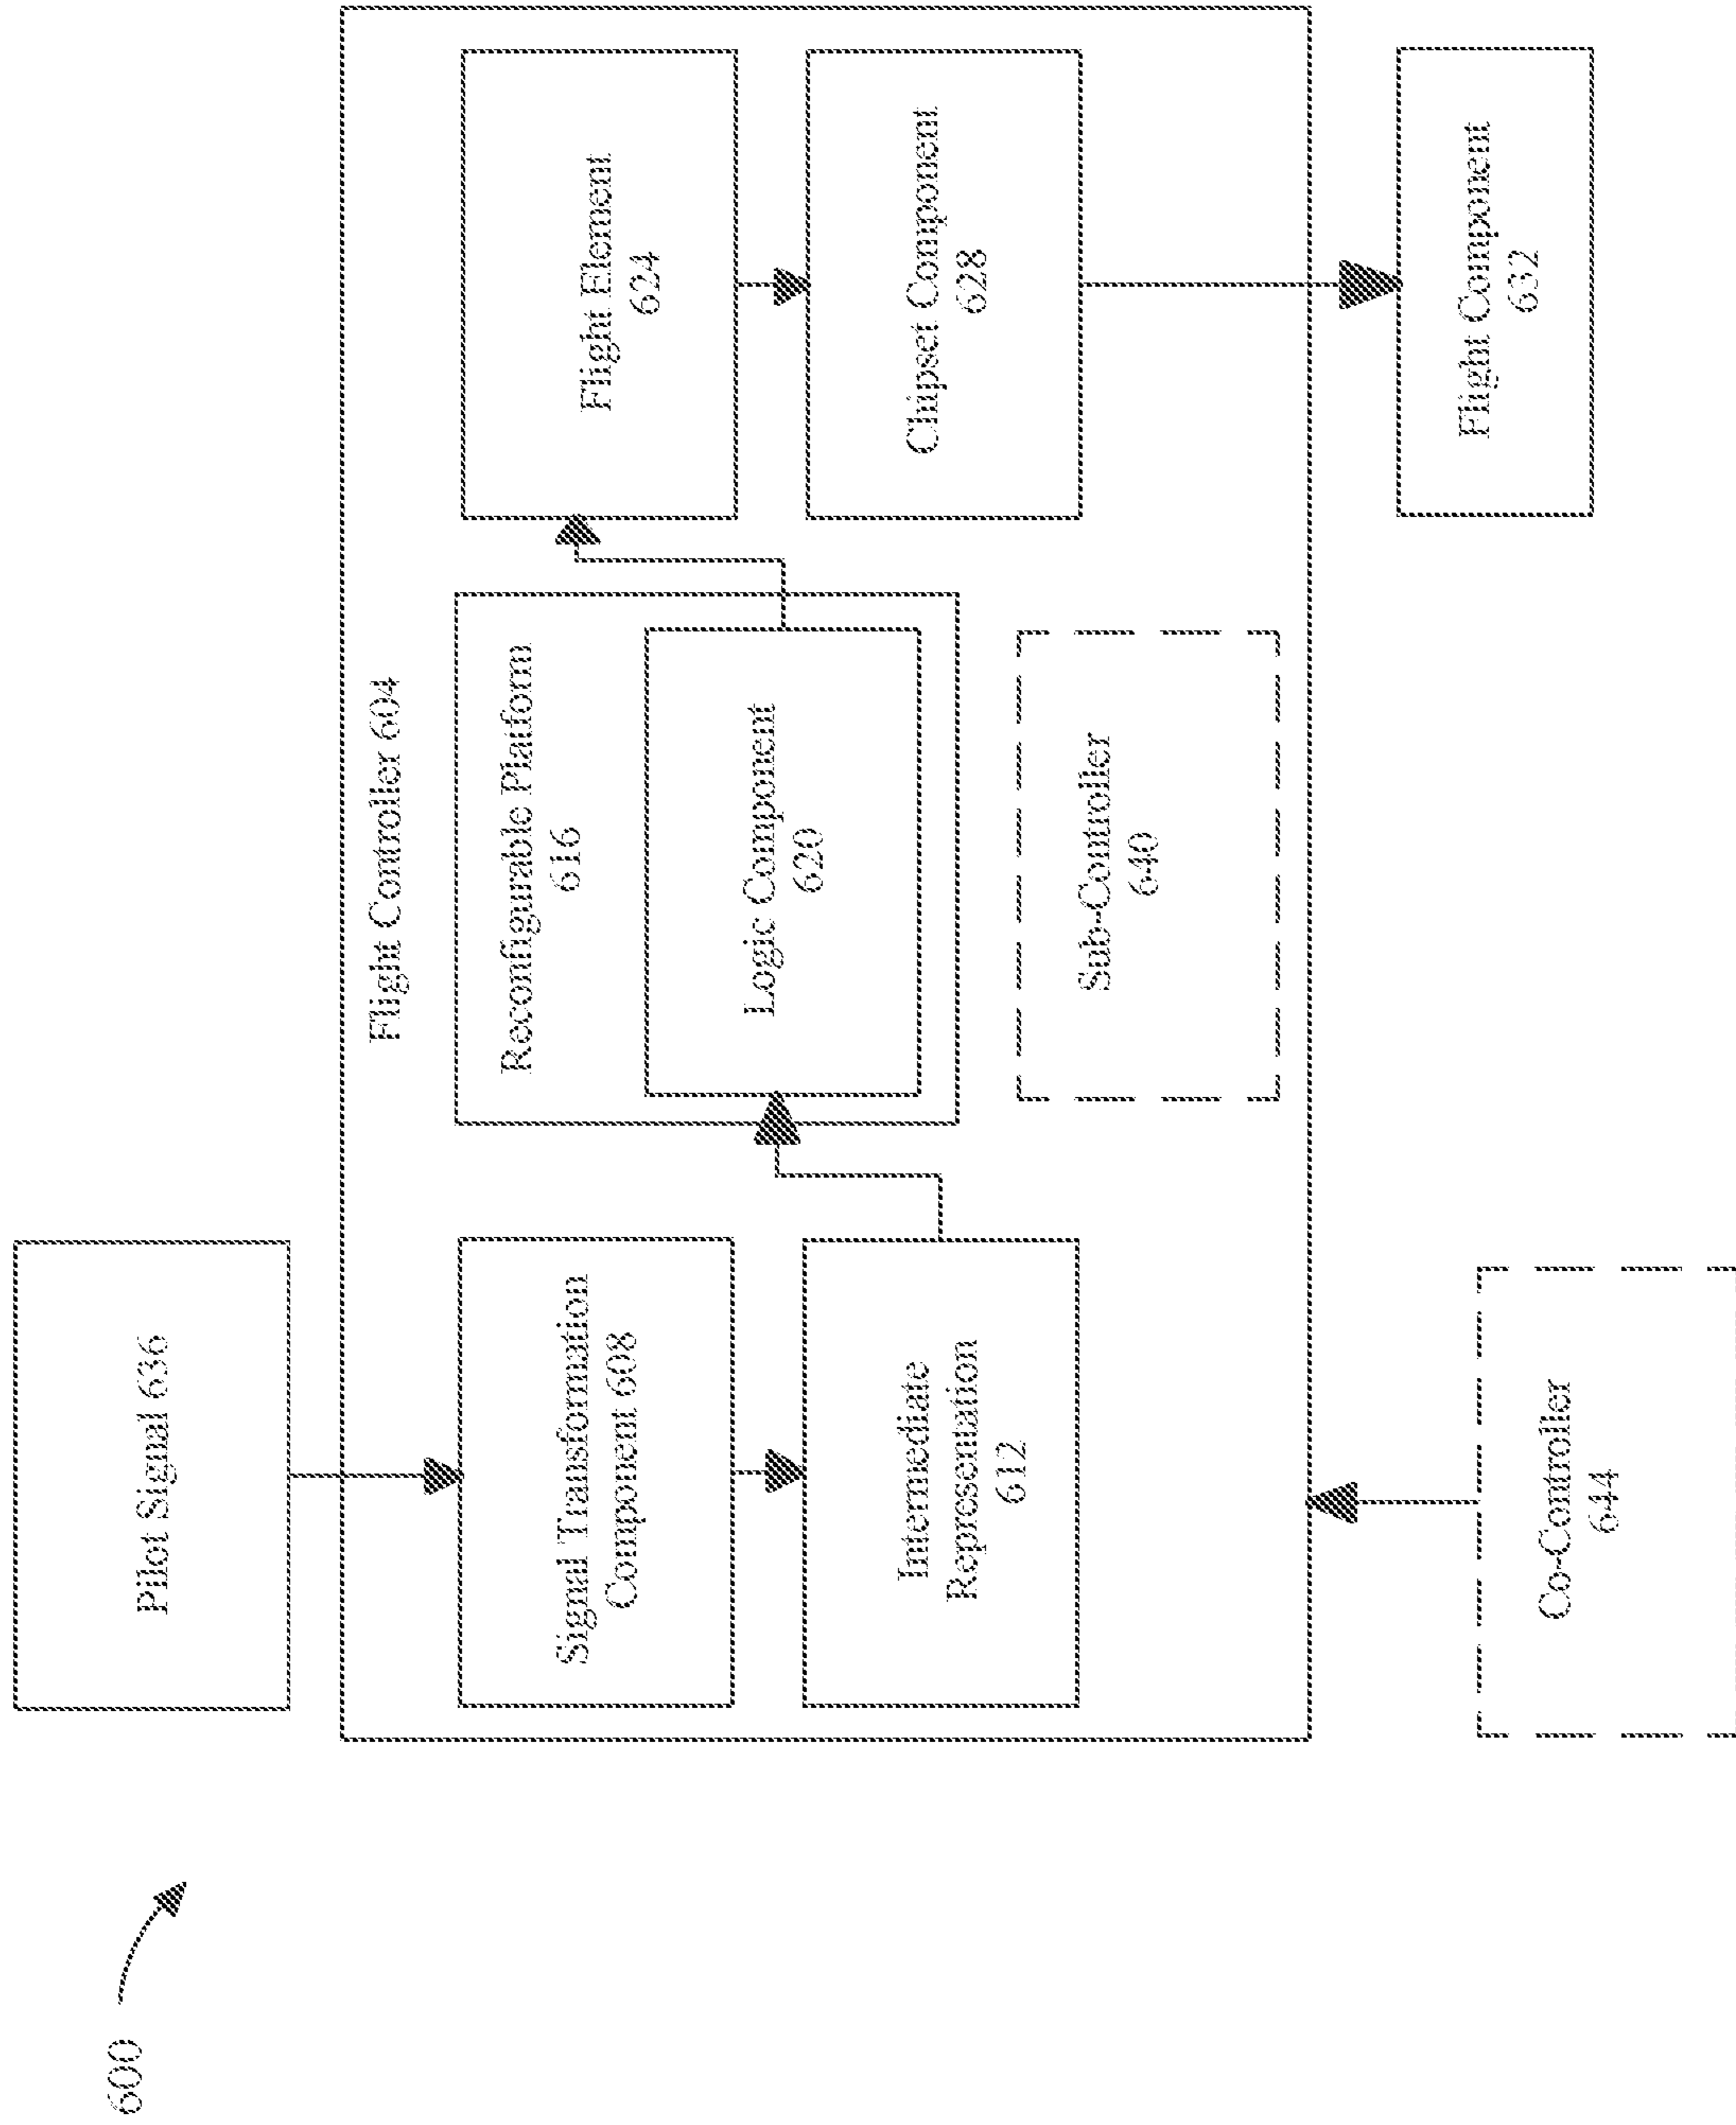 600
Pilot Signal 636
Flight Controller 604
Signal Transformation
Component 608
Intermediate
Representation
612
Reconfigurable Platform
616
Logic Component
620
Sub-Controller
640
Flight Element
624
Chipset Component
628
Co-Controller
644
Flight Component
632